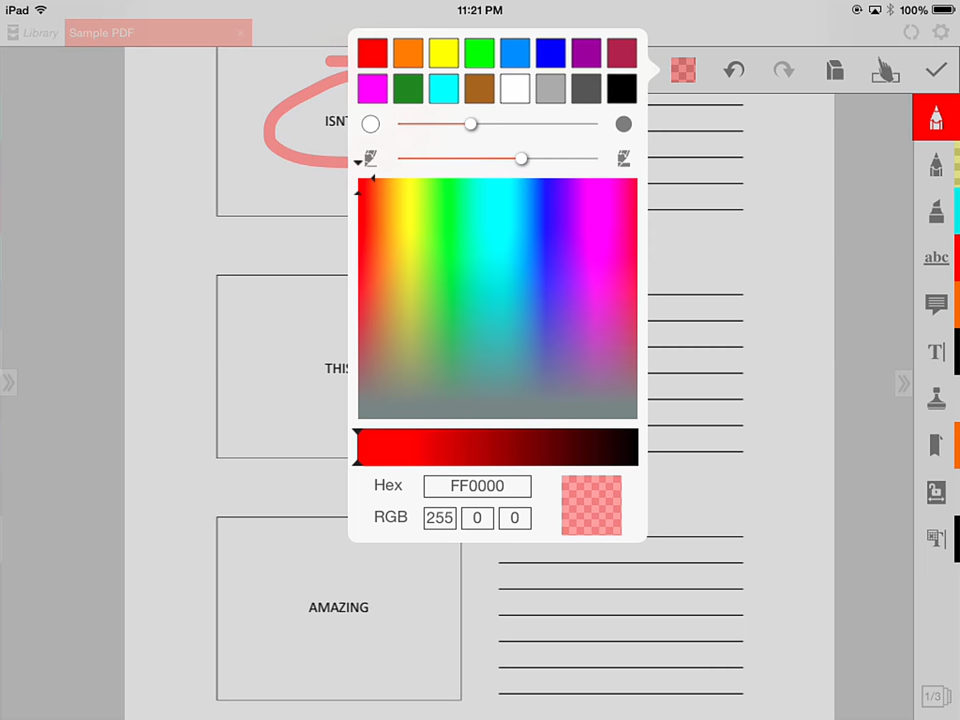 iPad 11:21 PM 100%
Library Sample PDF ×
ISN'T
THIS
AMAZING
Hex FF0000
RGB 255 0 0
abc
T|
T
1/3